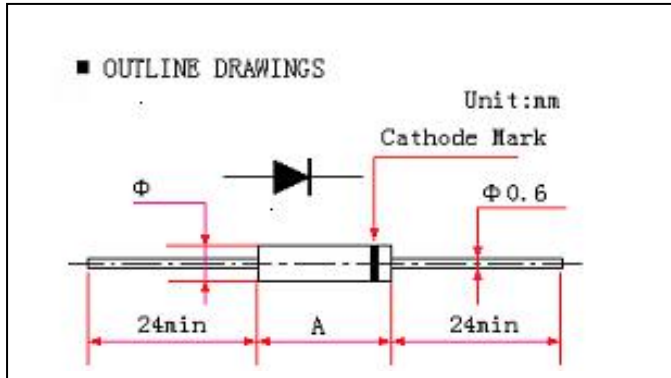 ■ OUTLINE DRAWINGS
Unit:mm
Cathode Mark
Φ
Φ0.6
24min
A
24min